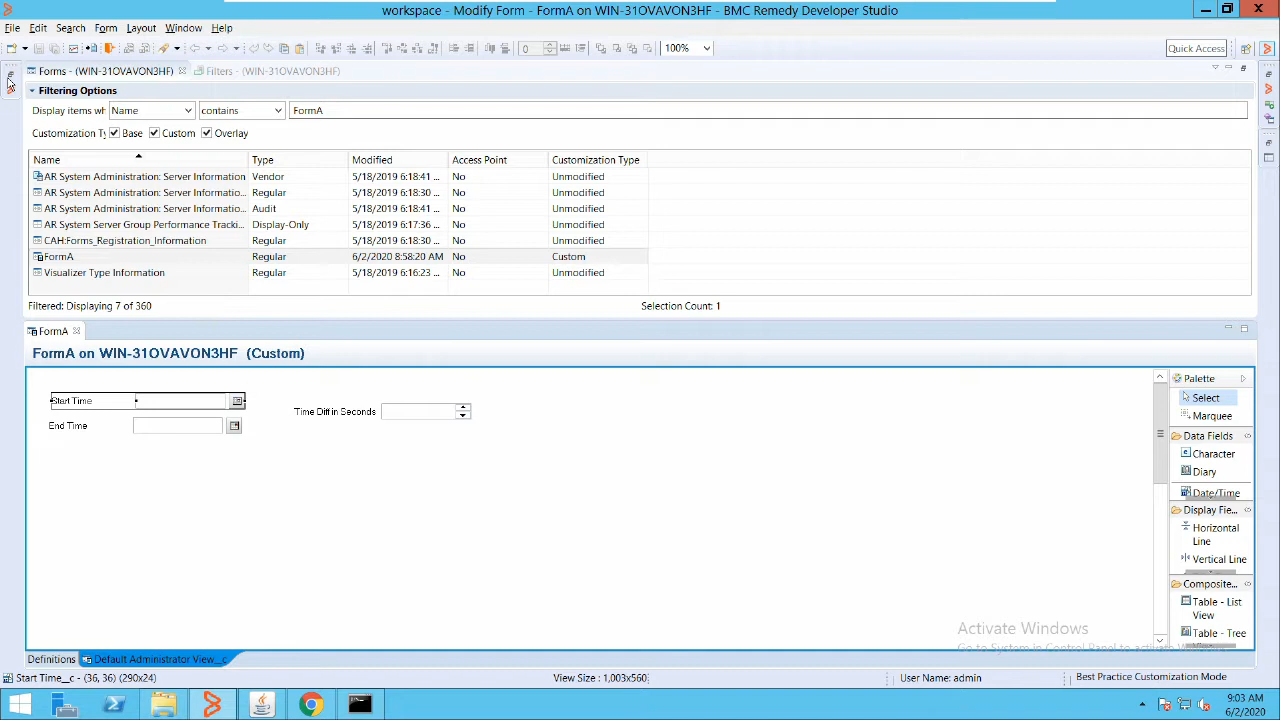 workspace - Modify Form - FormA on WIN-31OVAVON3HF - BMC Remedy Developer Studio
File Edit Search Form Layout Window Help
0 100% Quick Access
Forms - (WIN-31OVAVON3HF) Filters - (WIN-31OVAVON3HF)
Filtering Options
Display items wh Name contains FormA
Customization Ty Base Custom Overlay
Name Type Modified Access Point Customization Type
AR System Administration: Server Information Vendor 5/18/2019 6:18:41 ... No Unmodified
AR System Administration: Server Informatio... Regular 5/18/2019 6:18:30 ... No Unmodified
AR System Administration: Server Informatio... Audit 5/18/2019 6:18:41 ... No Unmodified
AR System Server Group Performance Tracki... Display-Only 5/18/2019 6:17:36 ... No Unmodified
CAH:Forms_Registration_Information Regular 5/18/2019 6:18:30 ... No Unmodified
FormA Regular 6/2/2020 8:58:20 AM No Custom
Visualizer Type Information Regular 5/18/2019 6:16:23 ... No Unmodified
Filtered: Displaying 7 of 360 Selection Count: 1
FormA
FormA on WIN-31OVAVON3HF (Custom)
Start Time
Time Diff in Seconds
End Time
Palette
Select
Marquee
Data Fields
Character
Diary
Date/Time
Display Fie...
Horizontal
Line
Vertical Line
Composite...
Table - List
View
Table - Tree
Activate Windows
Go to System in Control Panel to activate
Definitions Default Administrator View__c
Start Time__c - (36, 36) (290x24) View Size : 1,003x560 User Name: admin Best Practice Customization Mode
9:03 AM
6/2/2020